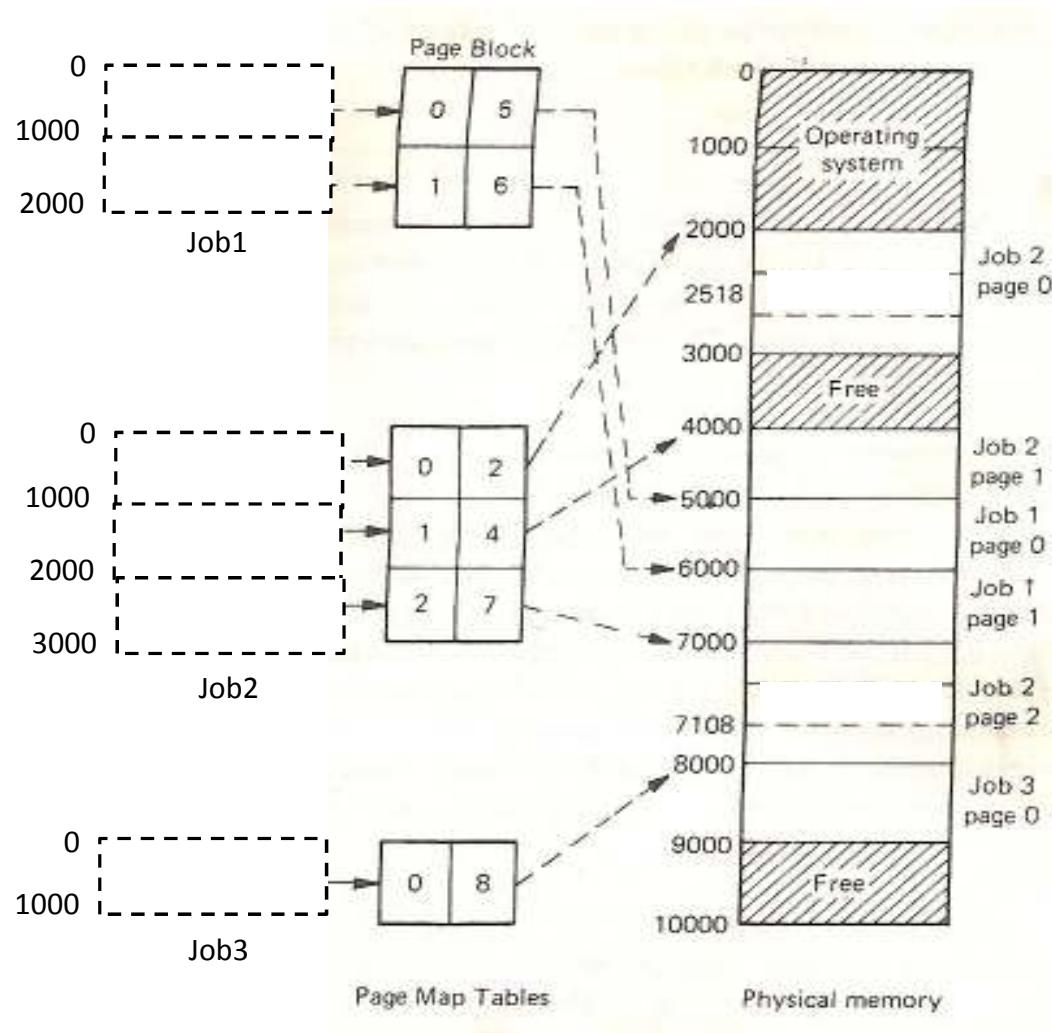 0
1000
2000
Job1
Page Block
0 5
1 6
0
1000
2000
2518
3000
4000
5000
6000
7000
7108
8000
9000
10000
Operating
system
Job 2
page 0
Free
Job 2
page 1
Job 1
page 0
Job 1
page 1
Job 2
page 2
Job 3
page 0
Free
0
1000
2000
3000
Job2
0 2
1 4
2 7
0
1000
Job3
0 8
Page Map Tables
Physical memory